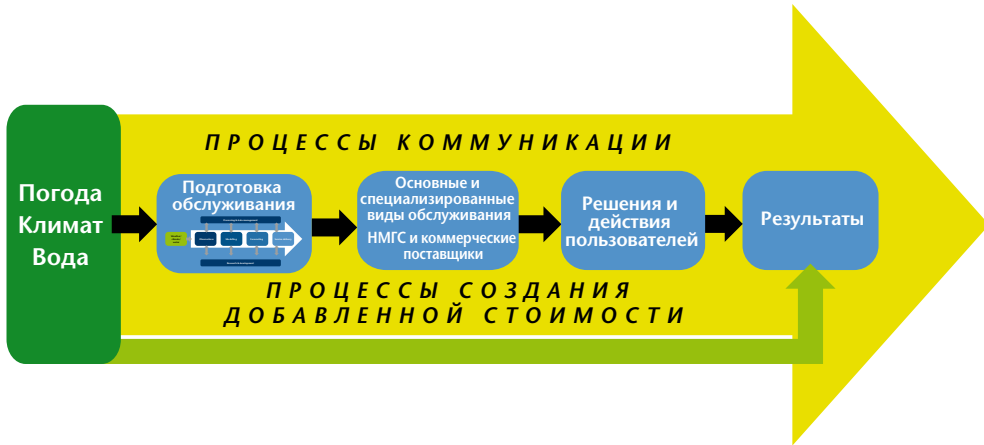 ПРОЦЕССЫ КОММУНИКАЦИИ
Погода
Климат
Вода
Подготовка
обслуживания
Основные и
специализированные
виды обслуживания
НМГС и коммерческие
поставщики
Решения и
действия
пользователей
Результаты
ПРОЦЕССЫ СОЗДАНИЯ
ДОБАВЛЕННОЙ СТОИМОСТИ